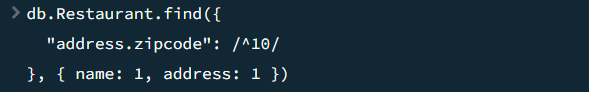 > db.Restaurant.find({
"address.zipcode": /^10/
}, { name: 1, address: 1 })